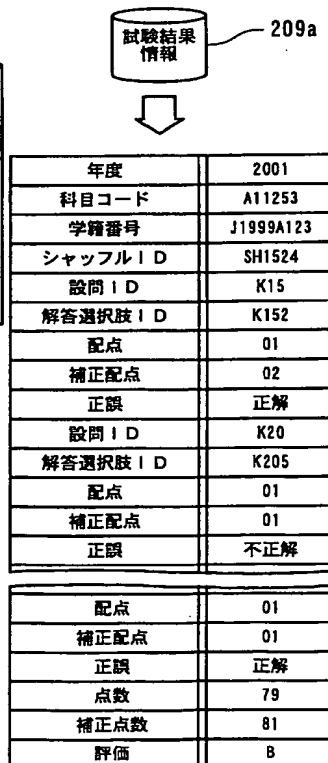 試験結果
情報
209a
年度 2001
科目コード A11253
学籍番号 J1999A123
シャッフルID SH1524
設問ID K15
解答選択肢ID K152
配点 01
補正配点 02
正誤 正解
設問ID K20
解答選択肢ID K205
配点 01
補正配点 01
正誤 不正解
配点 01
補正配点 01
正誤 正解
点数 79
補正点数 81
評価 B